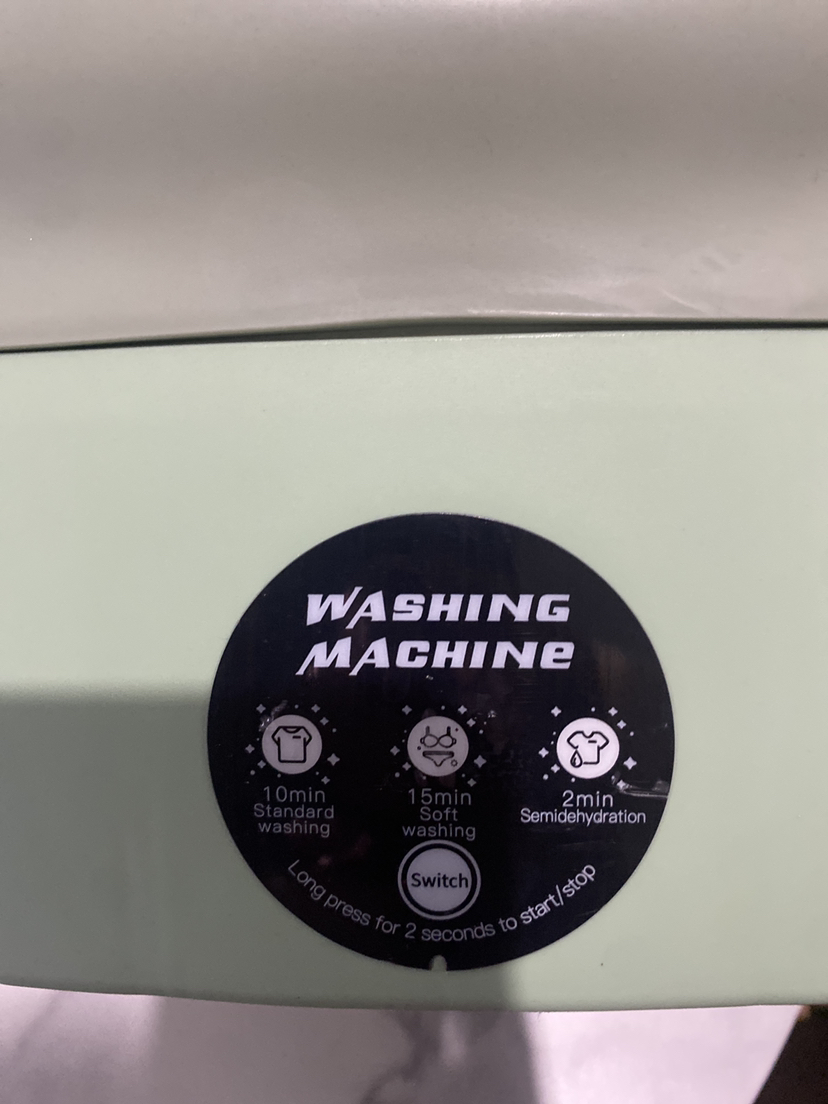 WASHING
MACHINE
10min
Standard
washing
15min
Soft
washing
2min
Semidehydration
Switch
Long press for 2 seconds to start/stop